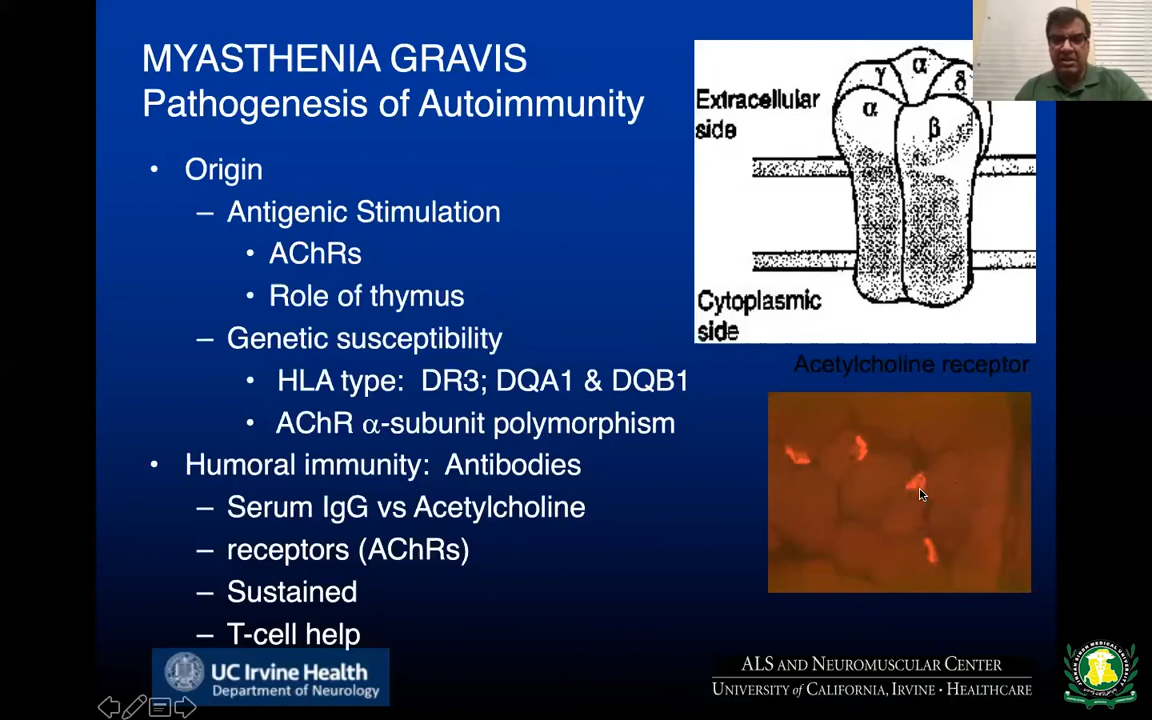 MYASTHENIA GRAVIS
Pathogenesis of Autoimmunity
• Origin
– Antigenic Stimulation
• AChRs
• Role of thymus
– Genetic susceptibility
• HLA type: DR3; DQA1 & DQB1
• AChR α-subunit polymorphism
• Humoral immunity: Antibodies
– Serum IgG vs Acetylcholine
– receptors (AChRs)
– Sustained
– T-cell help
Extracellular
side
γ α δ
α β
Cytoplasmic
side
Acetylcholine receptor
UC Irvine Health
Department of Neurology
ALS AND NEUROMUSCULAR CENTER
UNIVERSITY of CALIFORNIA, IRVINE • HEALTHCARE